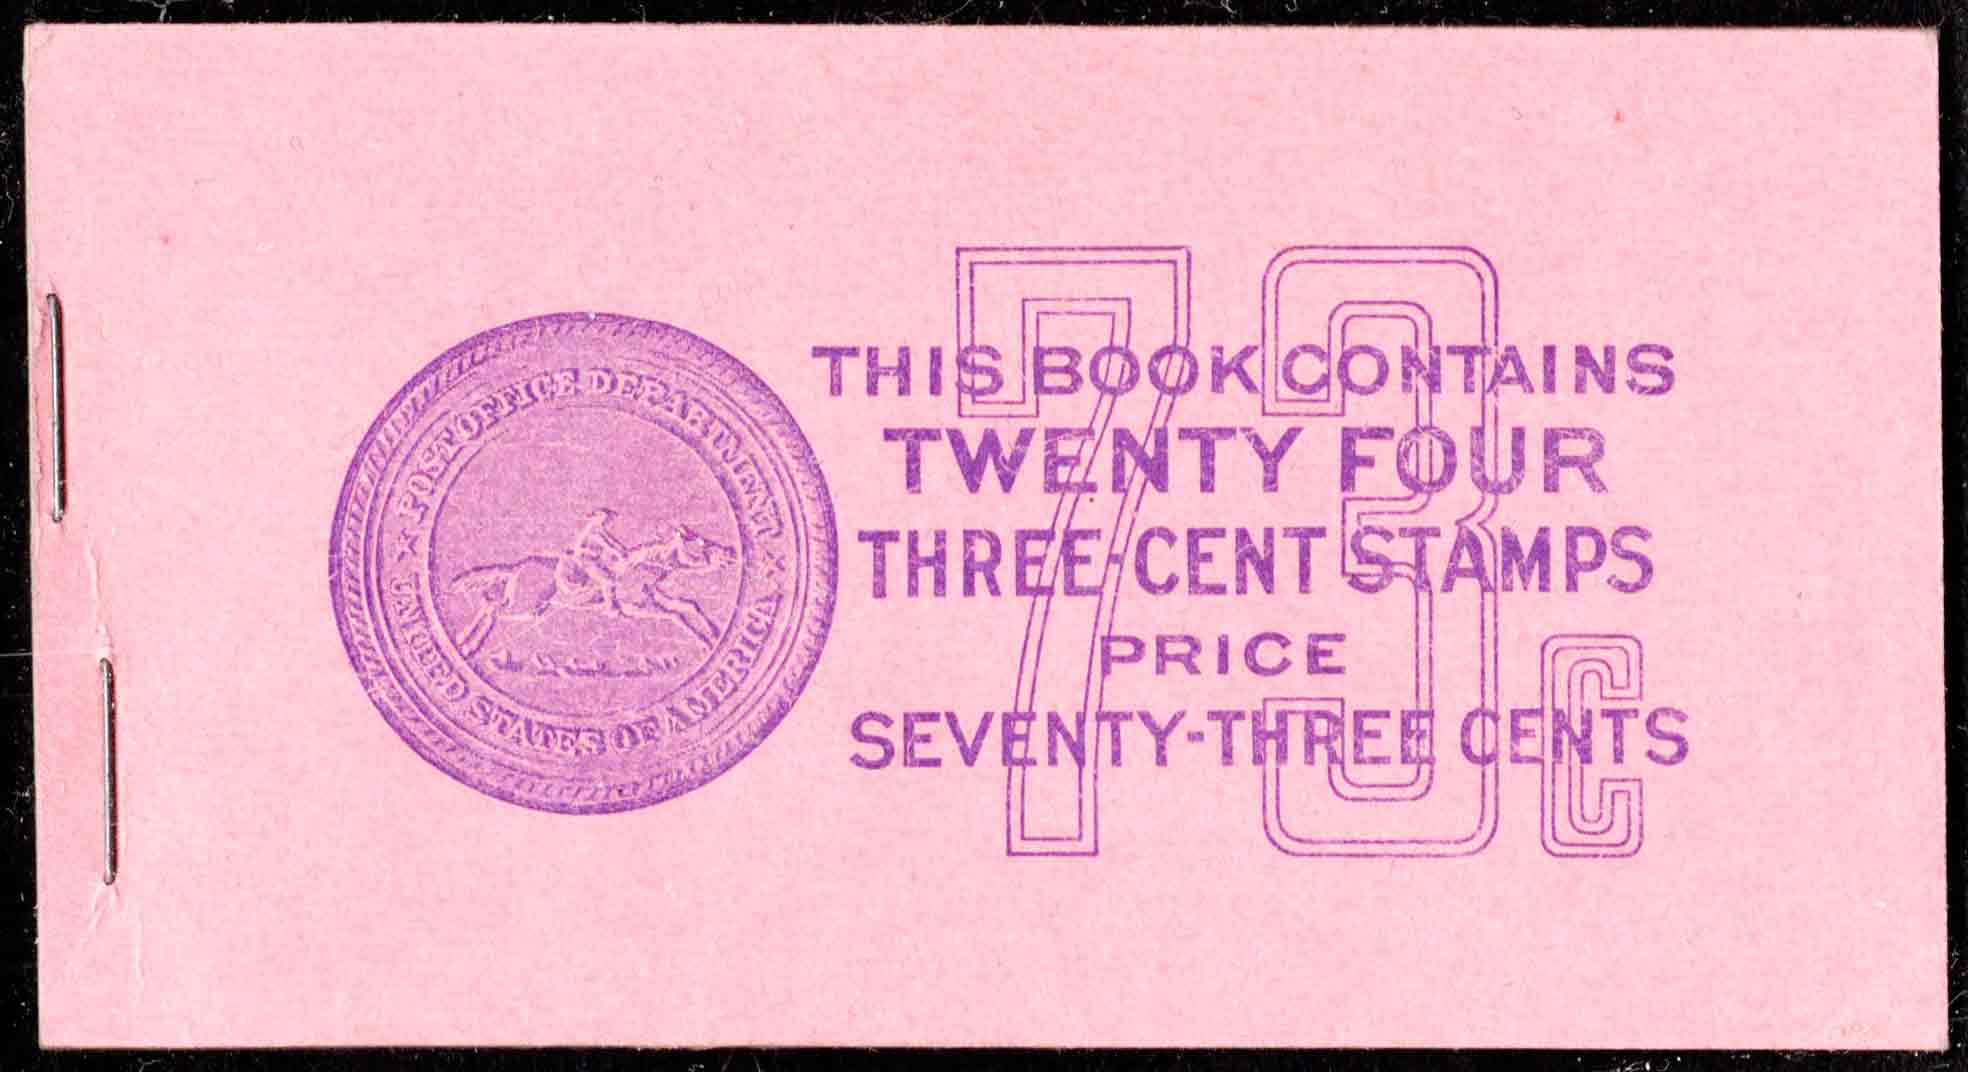 ★ POST OFFICE DEPARTMENT ★
UNITED STATES OF AMERICA
73c
THIS BOOK CONTAINS
TWENTY FOUR
THREE-CENT STAMPS
PRICE
SEVENTY-THREE CENTS